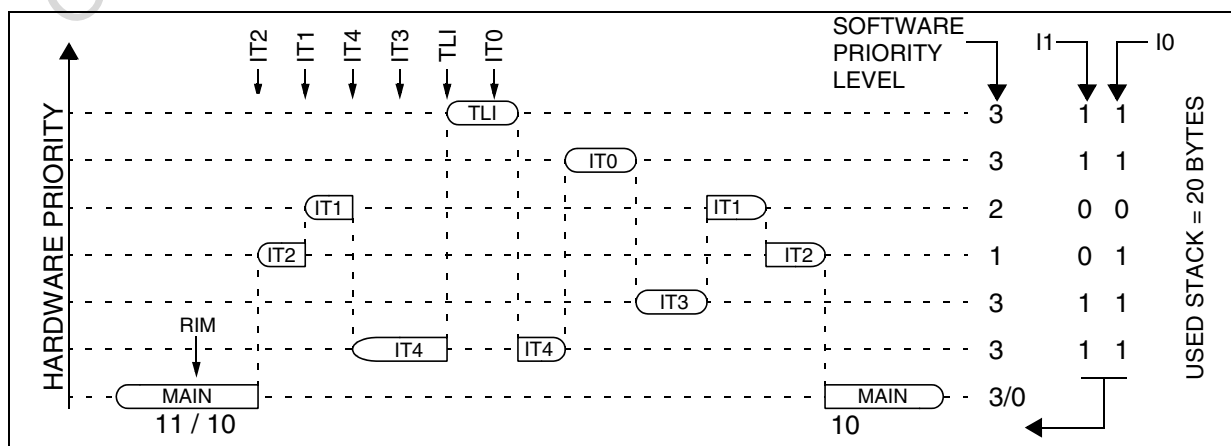 IT2
IT1
IT4
IT3
TLI
IT0
SOFTWARE
PRIORITY
LEVEL
I1
I0
HARDWARE PRIORITY
TLI
3
1 1
IT0
3
1 1
IT1
IT1
2
0 0
IT2
IT2
1
0 1
IT3
3
1 1
RIM
IT4
IT4
3
1 1
MAIN
MAIN
3/0
11 / 10
10
USED STACK = 20 BYTES